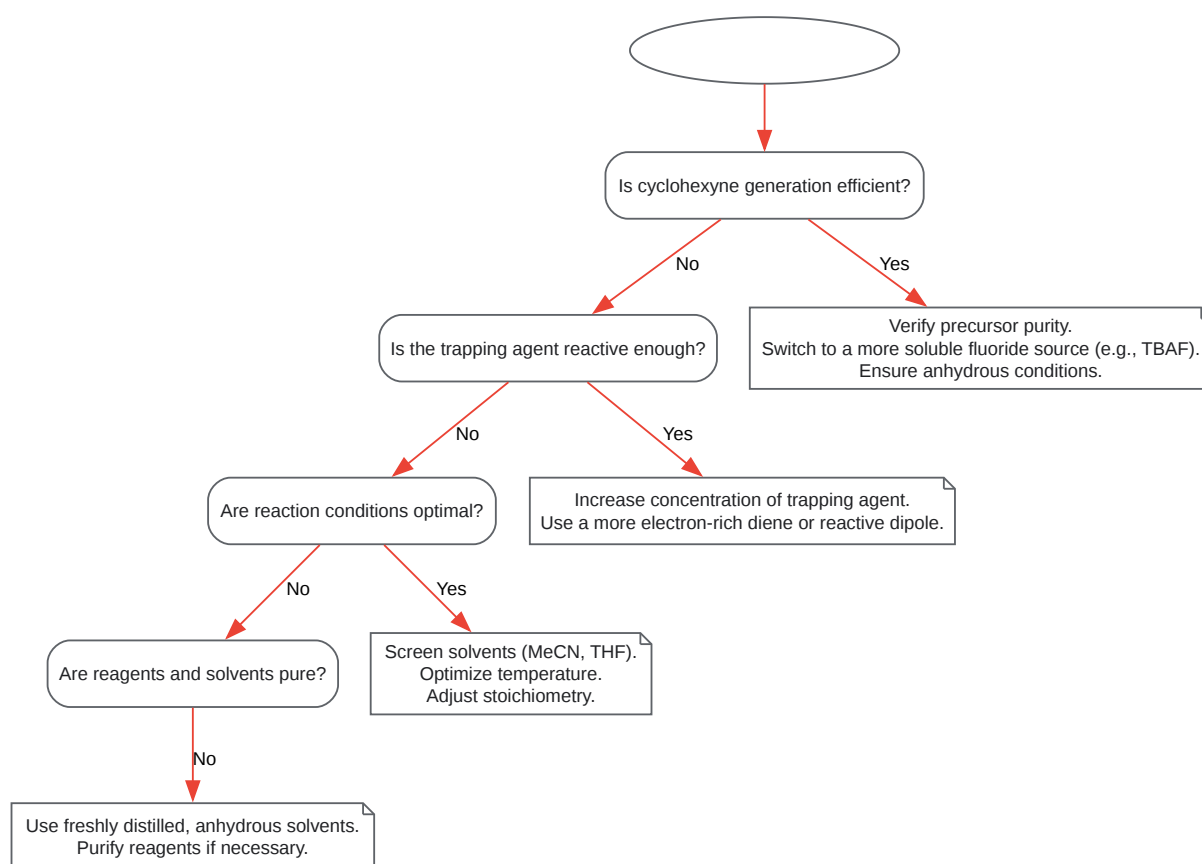 Is cyclohexyne generation efficient?
No
Yes
Is the trapping agent reactive enough?
Verify precursor purity.
Switch to a more soluble fluoride source (e.g., TBAF).
Ensure anhydrous conditions.
No
Yes
Are reaction conditions optimal?
Increase concentration of trapping agent.
Use a more electron-rich diene or reactive dipole.
No
Yes
Are reagents and solvents pure?
Screen solvents (MeCN, THF).
Optimize temperature.
Adjust stoichiometry.
No
Use freshly distilled, anhydrous solvents.
Purify reagents if necessary.